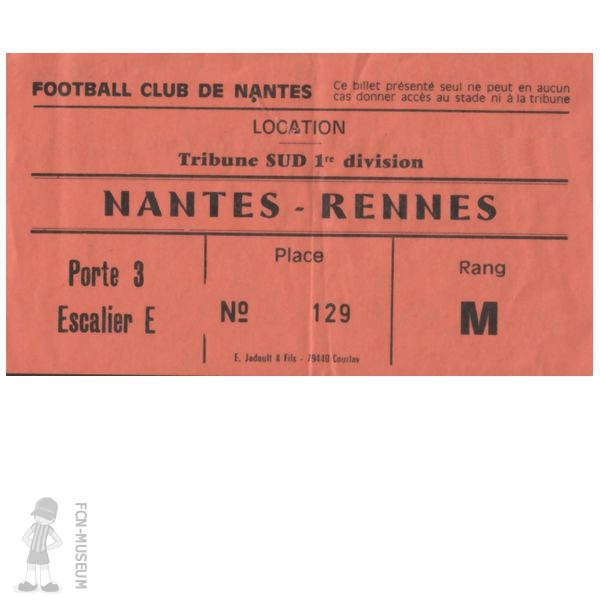 FOOTBALL CLUB DE NANTES
Ce billet présenté seul ne peut en aucun
cas donner accès au stade ni à la tribune
LOCATION
Tribune SUD 1re division
NANTES - RENNES
Porte 3
Escalier E
Place
Nº 129
Rang
M
E. Jadault & Fils - 79440 Courlay
FCN-MUSEUM